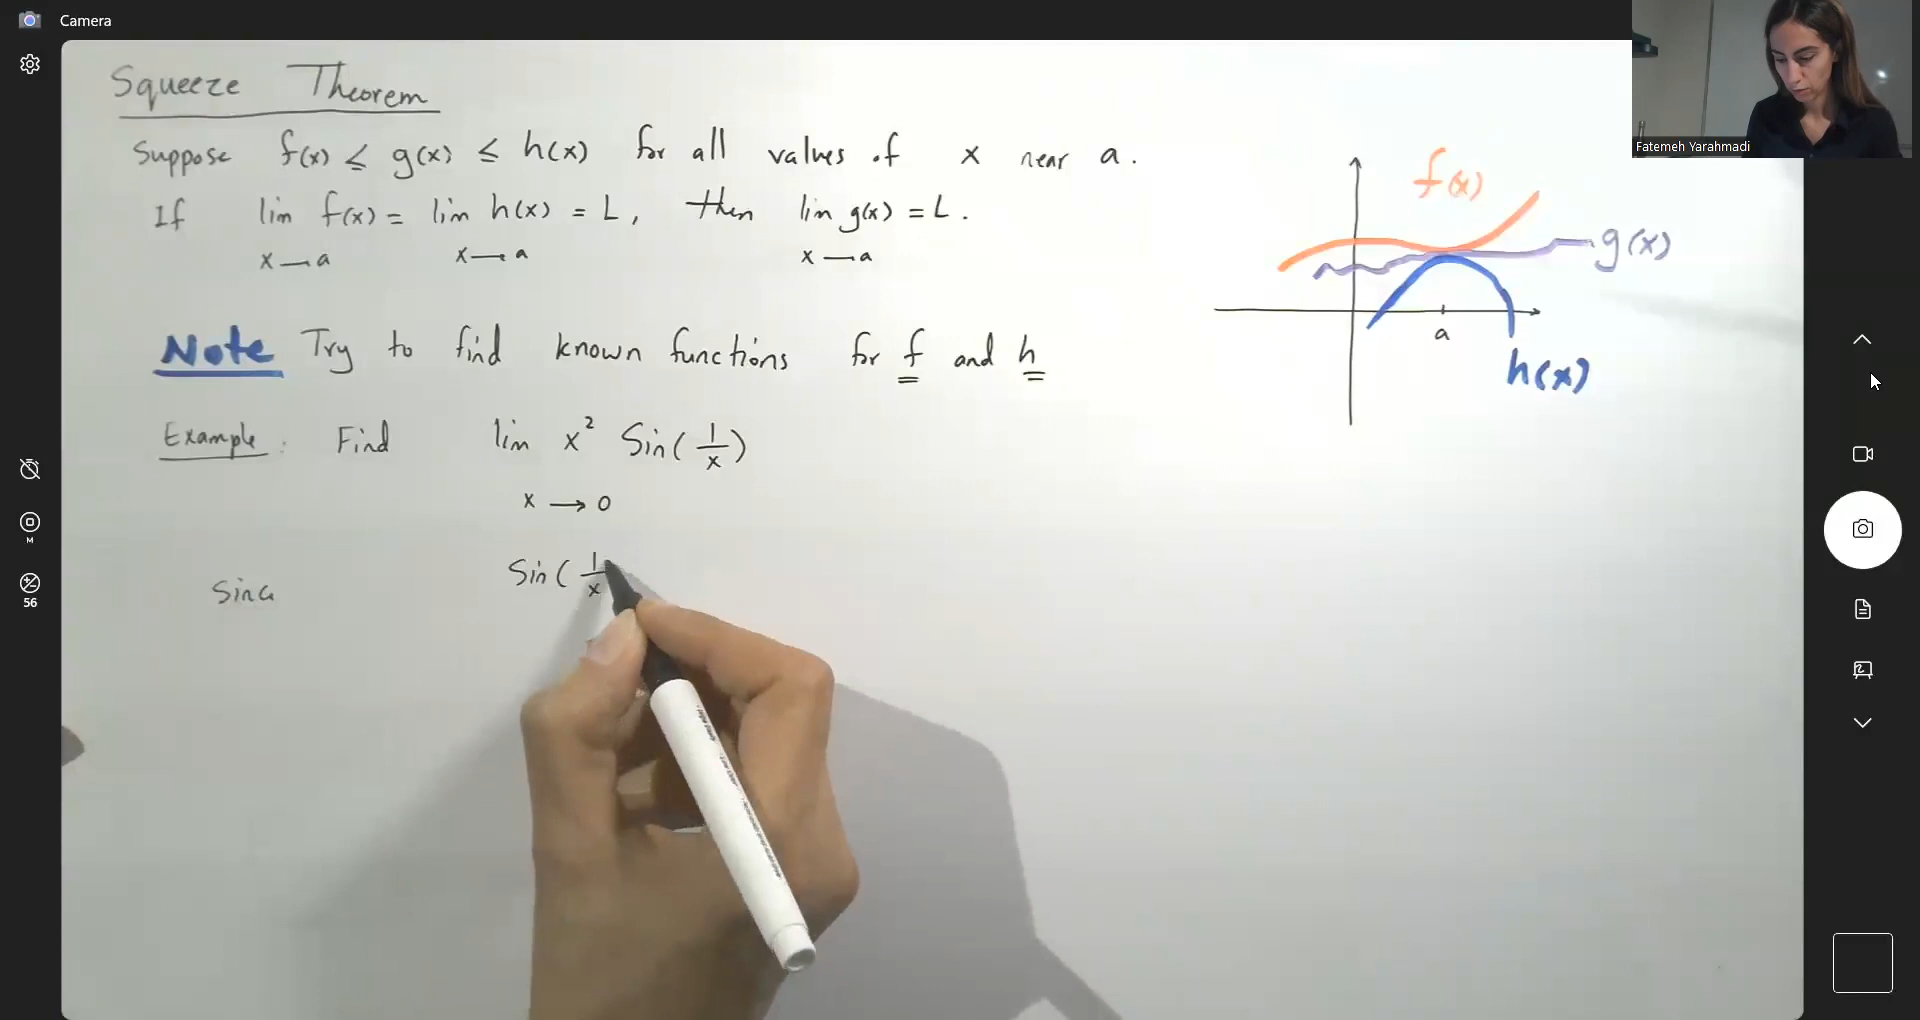 Camera
Fatemeh Yarahmadi
Squeeze Theorem
Suppose f(x) ≤ g(x) ≤ h(x) for all values of x near a.
If lim f(x) = lim h(x) = L, then lim g(x) = L.
x → a x → a x → a
Note Try to find known functions for f and h
Example: Find lim x² Sin(1/x)
x → 0
Sina Sin(1/x
f(x)
g(x)
a
h(x)
M
56